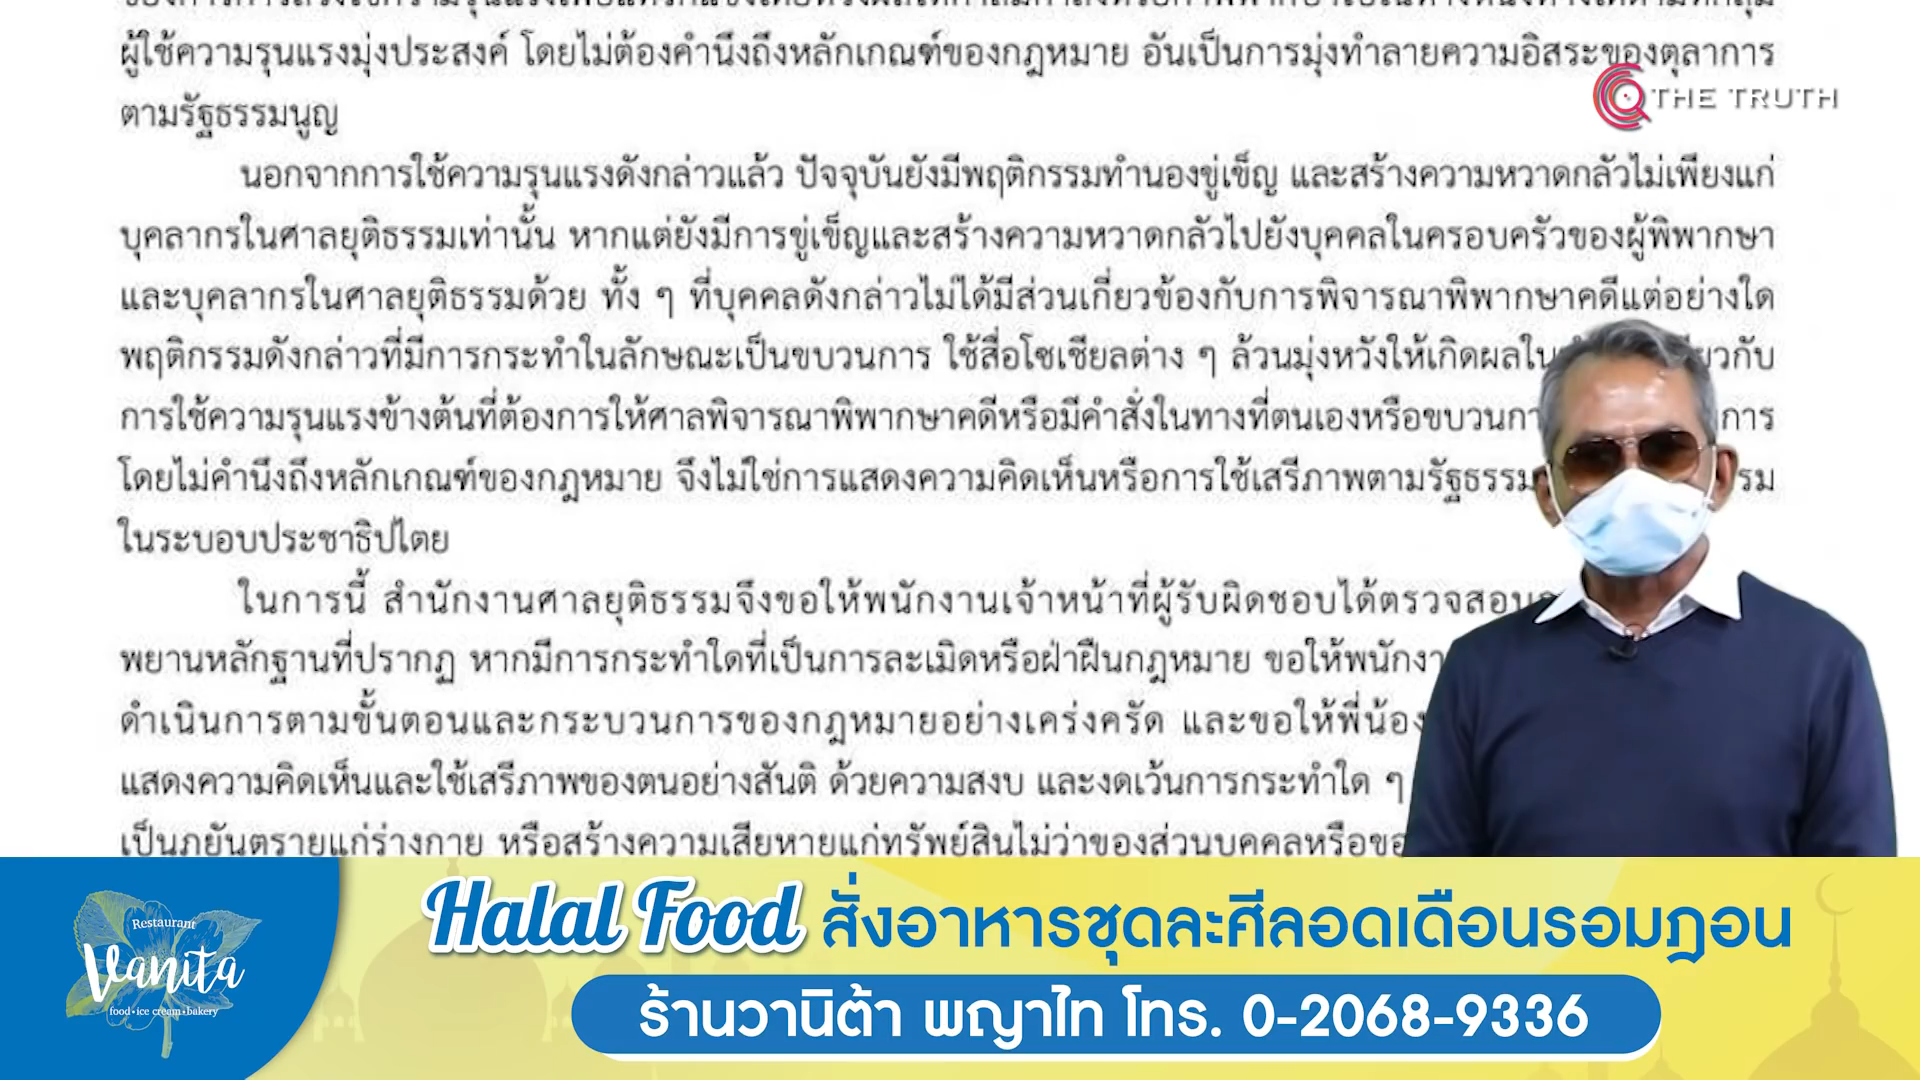 ผู้ใช้ความรุนแรงมุ่งประสงค์ โดยไม่ต้องคำนึงถึงหลักเกณฑ์ของกฎหมาย อันเป็นการมุ่งทำลายความอิสระของตุลาการ
THE TRUTH
ตามรัฐธรรมนูญ
นอกจากการใช้ความรุนแรงดังกล่าวแล้ว ปัจจุบันยังมีพฤติกรรมทำนองขู่เข็ญ และสร้างความหวาดกลัวไม่เพียงแก่
บุคลากรในศาลยุติธรรมเท่านั้น หากแต่ยังมีการขู่เข็ญและสร้างความหวาดกลัวไปยังบุคคลในครอบครัวของผู้พิพากษา
และบุคลากรในศาลยุติธรรมด้วย ทั้ง ๆ ที่บุคคลดังกล่าวไม่ได้มีส่วนเกี่ยวข้องกับการพิจารณาพิพากษาคดีแต่อย่างใด
พฤติกรรมดังกล่าวที่มีการกระทำในลักษณะเป็นขบวนการ ใช้สื่อโซเชียลต่าง ๆ ล้วนมุ่งหวังให้เกิดผลใน
การใช้ความรุนแรงข้างต้นที่ต้องการให้ศาลพิจารณาพิพากษาคดีหรือมีคำสั่งในทางที่ตนเองหรือขบวนกา การ
โดยไม่คำนึงถึงหลักเกณฑ์ของกฎหมาย จึงไม่ใช่การแสดงความคิดเห็นหรือการใช้เสรีภาพตามรัฐธรรม รม
ในระบอบประชาธิปไตย
ในการนี้ สำนักงานศาลยุติธรรมจึงขอให้พนักงานเจ้าหน้าที่ผู้รับผิดชอบได้ตรวจสอบ
พยานหลักฐานที่ปรากฏ หากมีการกระทำใดที่เป็นการละเมิดหรือฝ่าฝืนกฎหมาย ขอให้พนักง
ดำเนินการตามขั้นตอนและกระบวนการของกฎหมายอย่างเคร่งครัด และขอให้พี่น้อง
แสดงความคิดเห็นและใช้เสรีภาพของตนอย่างสันติ ด้วยความสงบ และงดเว้นการกระทำใด ๆ
เป็นภยันตรายแก่ร่างกาย หรือสร้างความเสียหายแก่ทรัพย์สินไม่ว่าของส่วนบุคคลหรือขอ
Restaurant
Vanita
food•ice cream•bakery
Halal Food สั่งอาหารชุดละศีลอดเดือนรอมฎอน
ร้านวานิต้า พญาไท โทร. 0-2068-9336